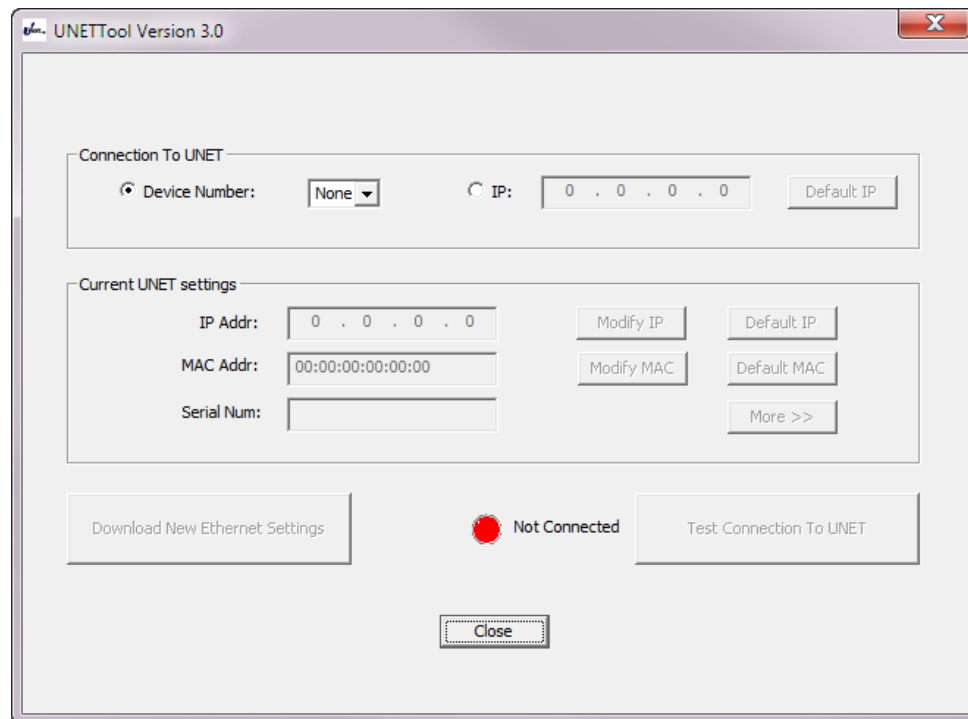 UNETTool Version 3.0
Connection To UNET
Device Number: None IP: 0 . 0 . 0 . 0 Default IP
Current UNET settings
IP Addr: 0 . 0 . 0 . 0 Modify IP Default IP
MAC Addr: 00:00:00:00:00:00 Modify MAC Default MAC
Serial Num: More >>
Download New Ethernet Settings Not Connected Test Connection To UNET
Close